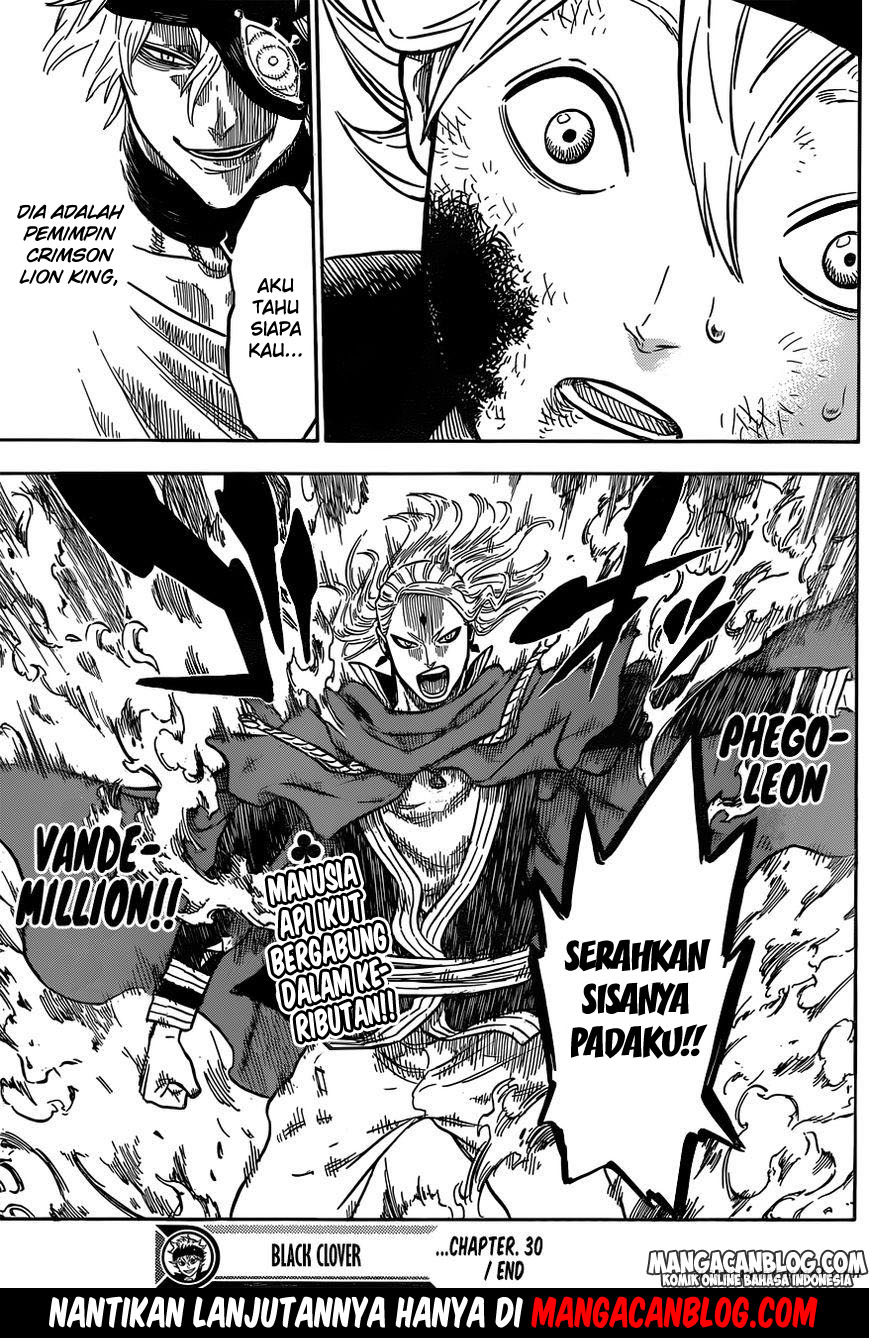 AKU
TAHU
SIAPA
KAU...
DIA ADALAH
PEMIMPIN
CRIMSON
LION KING,
PHEGO-
LEON
VANDE-
MILLION!!
SERAHKAN
SISANYA
PADAKU!!
MANUSIA
API IKUT
BERGABUNG
DALAM KE-
RIBUTAN!!
BLACK CLOVER
...CHAPTER. 30
/ END
MANGACANBLOG.COM
KOMIK ONLINE BAHASA INDONESIA
NANTIKAN LANJUTANNYA HANYA DI MANGACANBLOG.COM